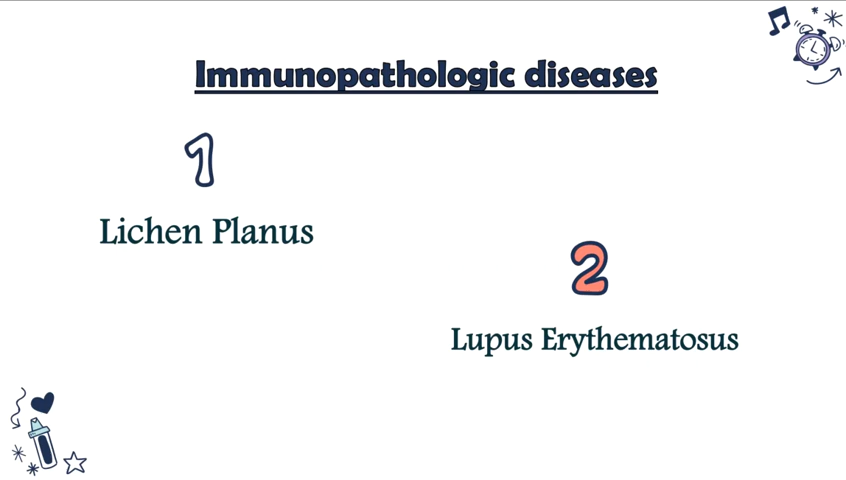 Immunopathologic diseases
1
Lichen Planus
2
Lupus Erythematosus